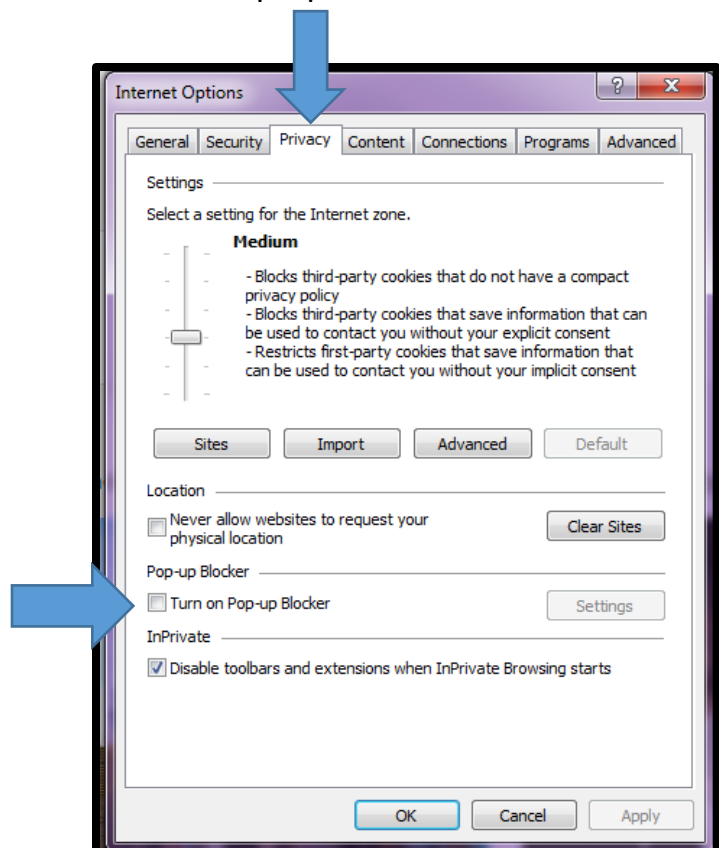 Internet Options
General Security Privacy Content Connections Programs Advanced
Settings
Select a setting for the Internet zone.
Medium
- Blocks third-party cookies that do not have a compact
privacy policy
- Blocks third-party cookies that save information that can
be used to contact you without your explicit consent
- Restricts first-party cookies that save information that
can be used to contact you without your implicit consent
Sites Import Advanced Default
Location
Never allow websites to request your
physical location
Clear Sites
Pop-up Blocker
Turn on Pop-up Blocker
Settings
InPrivate
Disable toolbars and extensions when InPrivate Browsing starts
OK Cancel Apply